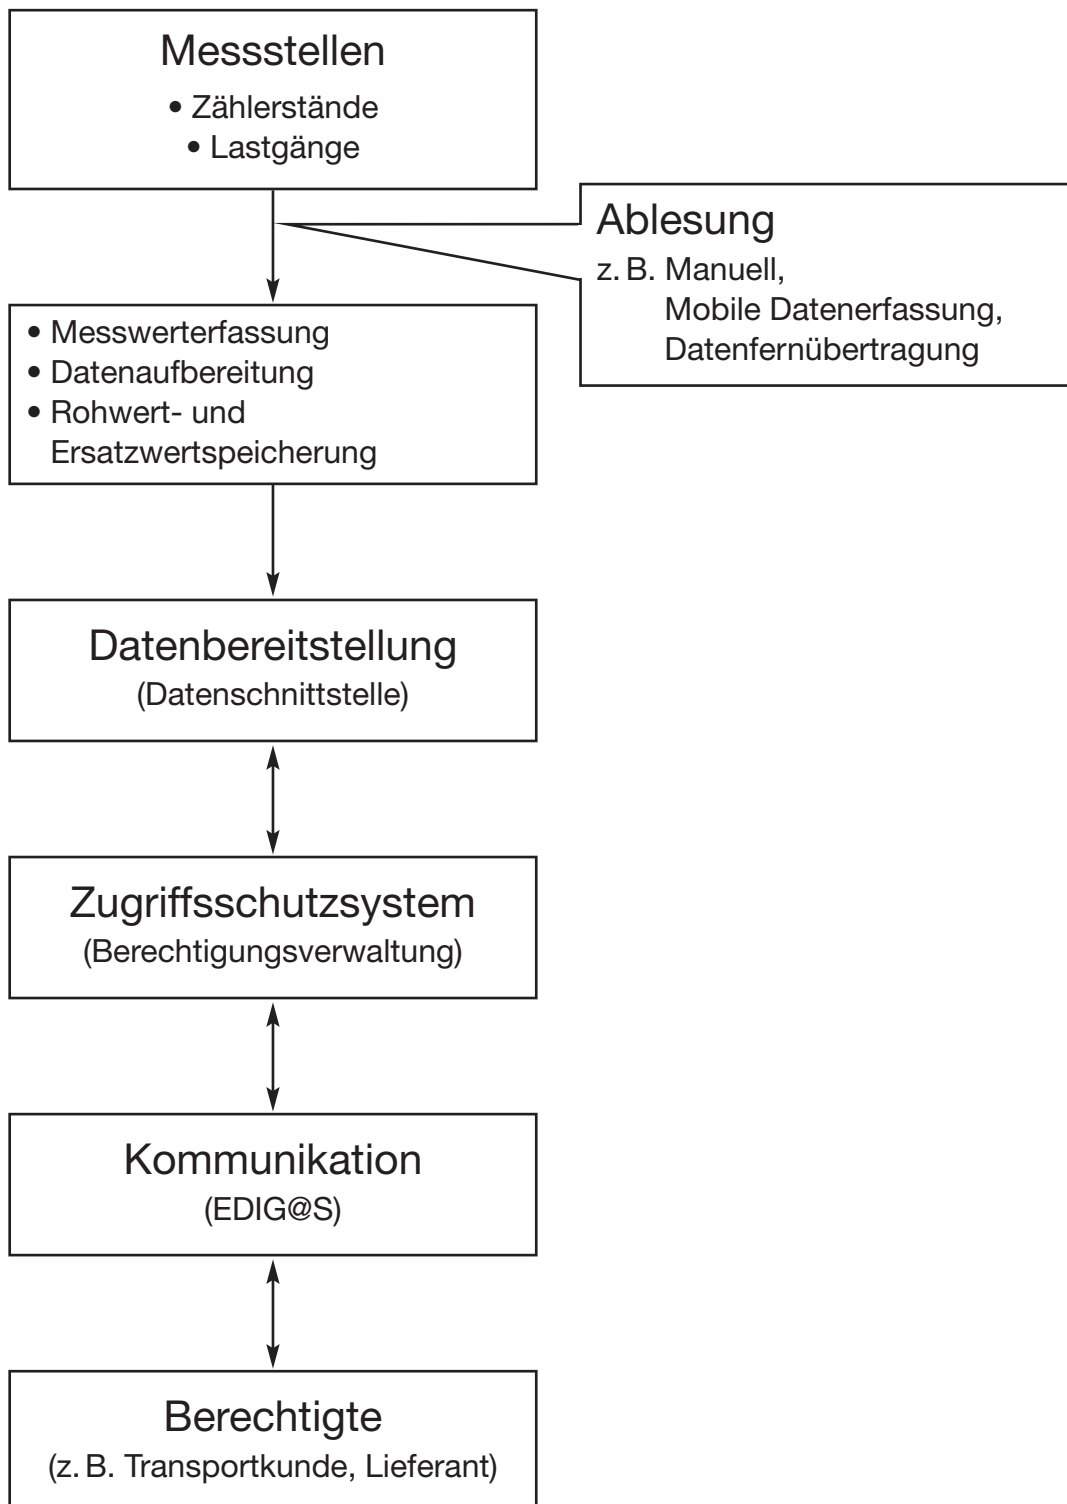 Messstellen
• Zählerstände
• Lastgänge
Ablesung
z. B. Manuell,
Mobile Datenerfassung,
Datenfernübertragung
• Messwerterfassung
• Datenaufbereitung
• Rohwert- und
Ersatzwertspeicherung
Datenbereitstellung
(Datenschnittstelle)
Zugriffsschutzsystem
(Berechtigungsverwaltung)
Kommunikation
(EDIG@S)
Berechtigte
(z. B. Transportkunde, Lieferant)